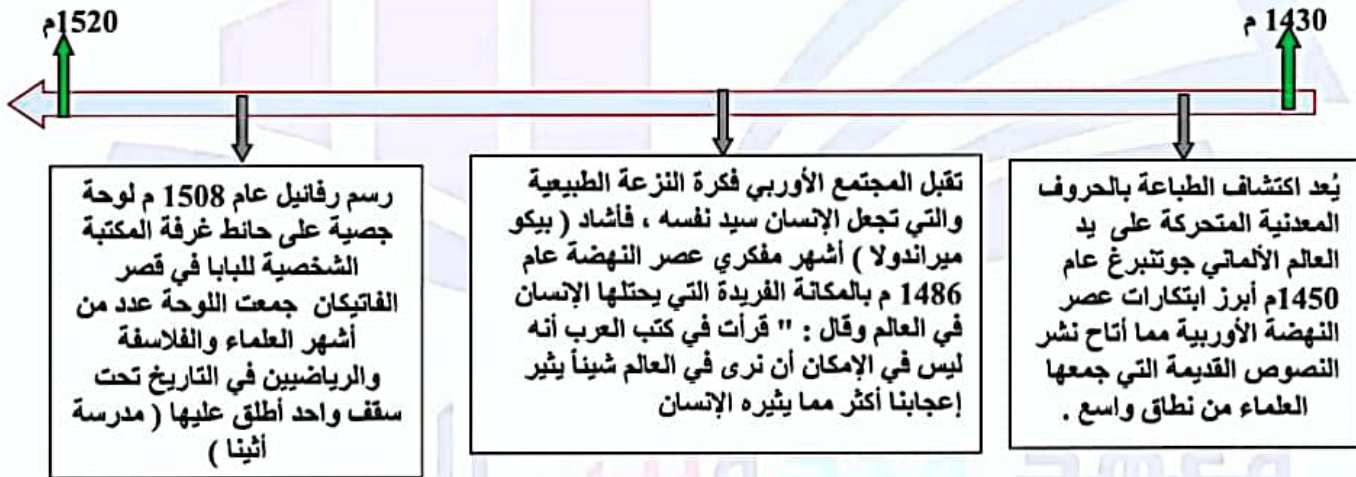 1430 م
1520م
يُعد اكتشاف الطباعة بالحروف
المعدنية المتحركة على يد
العالم الألماني جوتنبرغ عام
1450م أبرز ابتكارات عصر
النهضة الأوربية مما أتاح نشر
النصوص القديمة التي جمعها
العلماء من نطاق واسع .
تقبل المجتمع الأوربي فكرة النزعة الطبيعية
والتي تجعل الإنسان سيد نفسه ، فأشاد ( بيكو
ميراندولا ) أشهر مفكري عصر النهضة عام
1486 م بالمكانة الفريدة التي يحتلها الإنسان
في العالم وقال : " قرأت في كتب العرب أنه
ليس في الإمكان أن نرى في العالم شيئاً يثير
إعجابنا أكثر مما يثيره الإنسان
رسم رفائيل عام 1508 م لوحة
جصية على حائط غرفة المكتبة
الشخصية للبابا في قصر
الفاتيكان جمعت اللوحة عدد من
أشهر العلماء والفلاسفة
والرياضيين في التاريخ تحت
سقف واحد أطلق عليها ( مدرسة
أثينا )